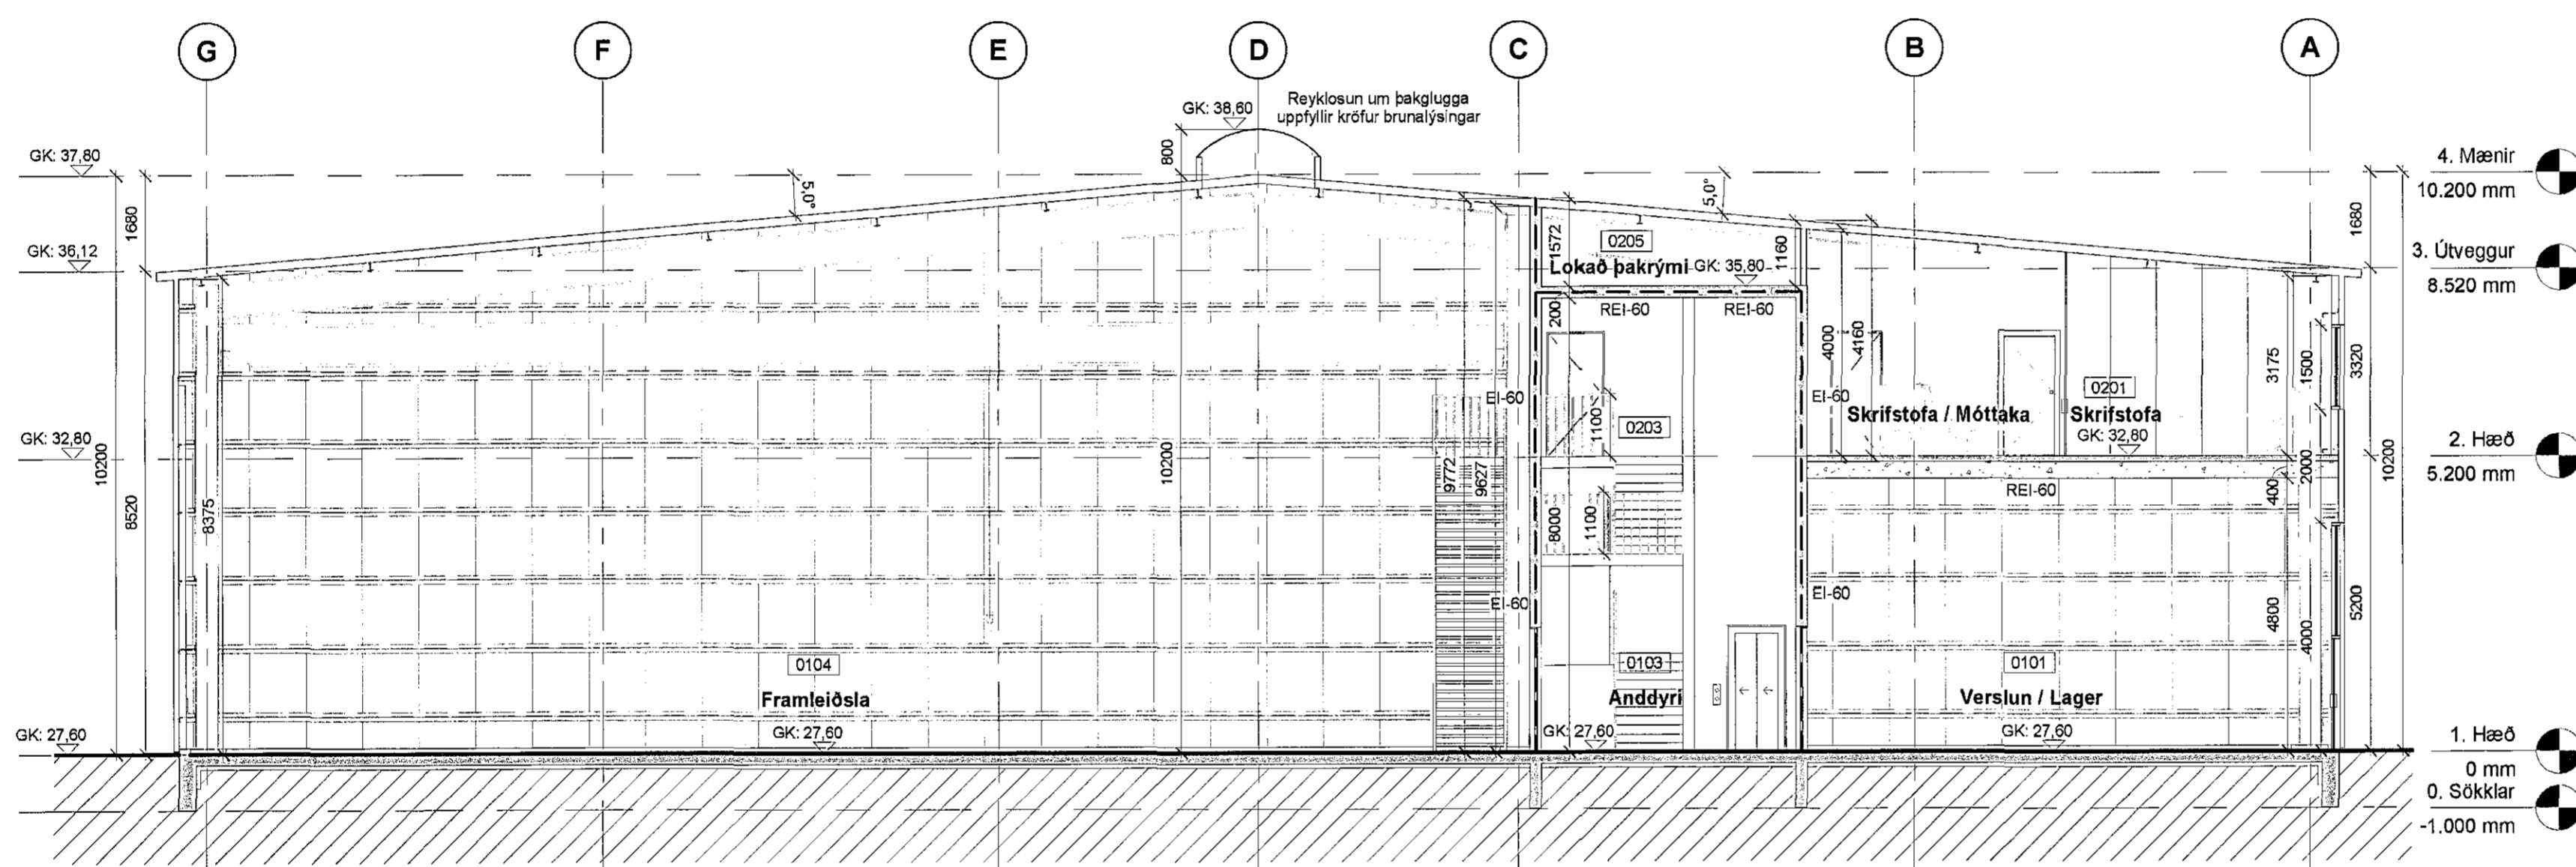 G F E D C B A
Reyklosun um þakglugga
uppfyllir kröfur brunalýsingar
GK: 38,60
800
GK: 37,80
5,0°
5,0°
4. Mænir
10.200 mm
1680
1680
GK: 36,12
3. Útveggur
8.520 mm
1572
0205
1160
Lokað þakrými GK: 35,80
200
REI-60
REI-60
4000
4160
3175
1500
3320
EI-60
EI-60
0201
1100
0203
Skrifstofa / Móttaka
Skrifstofa
GK: 32,80
GK: 32,80
2. Hæð
5.200 mm
10200
8520
8375
10200
9772
9627
8000
1100
REI-60
400
2000
10200
EI-60
EI-60
4800
4000
5200
0104
0103
0101
Framleiðsla
Anddyri
Verslun / Lager
GK: 27,60
GK: 27,60
GK: 27,60
GK: 27,60
1. Hæð
0 mm
0. Sökklar
-1.000 mm